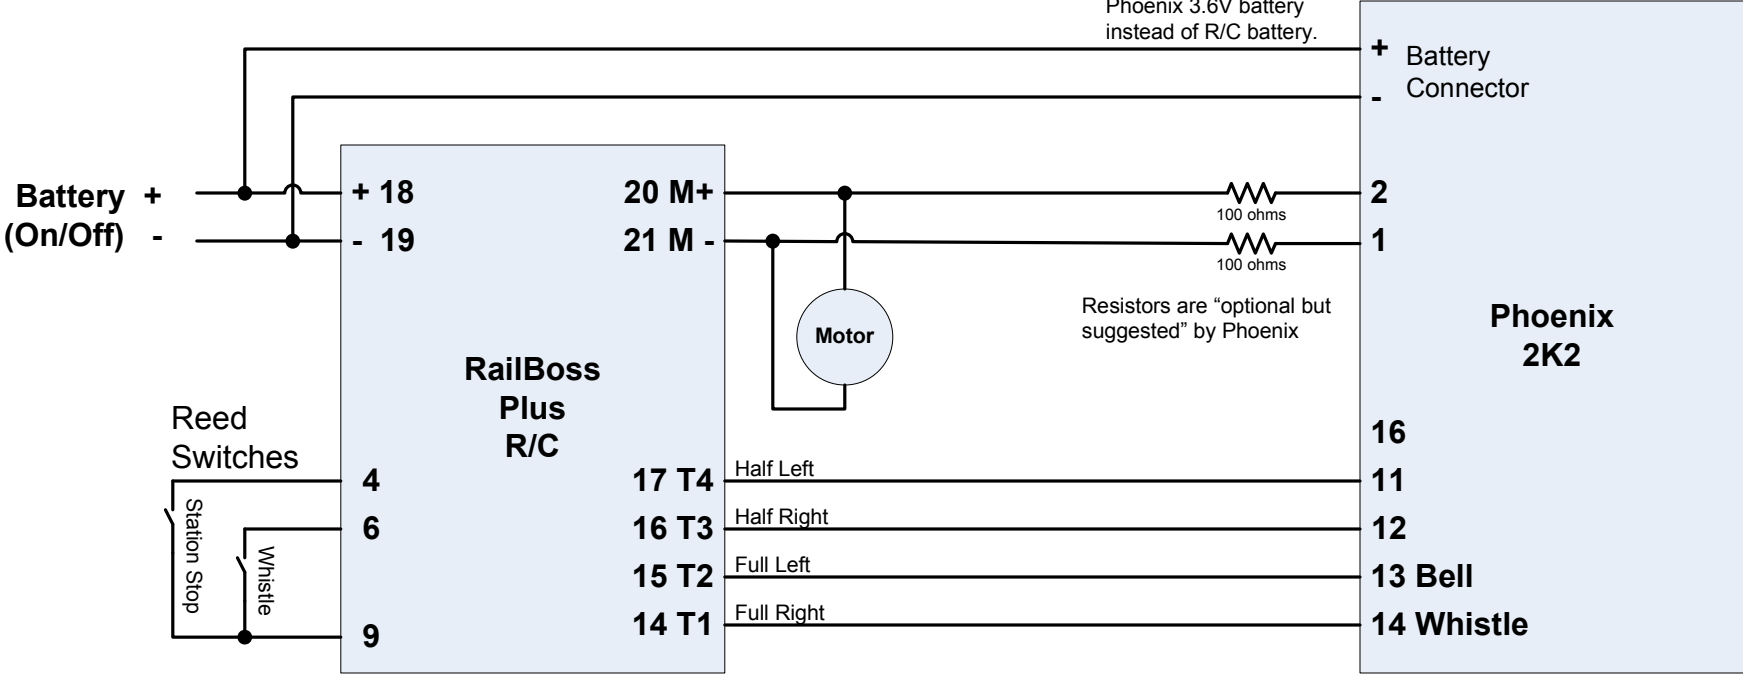 Phoenix 3.6V battery
instead of R/C battery.
+ Battery
- Connector
Battery +
(On/Off) -
+ 18
- 19
20 M+
21 M -
100 ohms
100 ohms
2
1
Motor
Resistors are “optional but
suggested” by Phoenix
Phoenix
2K2
RailBoss
Plus
R/C
Reed
Switches
Station Stop
Whistle
4
6
9
17 T4
16 T3
15 T2
14 T1
Half Left
Half Right
Full Left
Full Right
16
11
12
13 Bell
14 Whistle